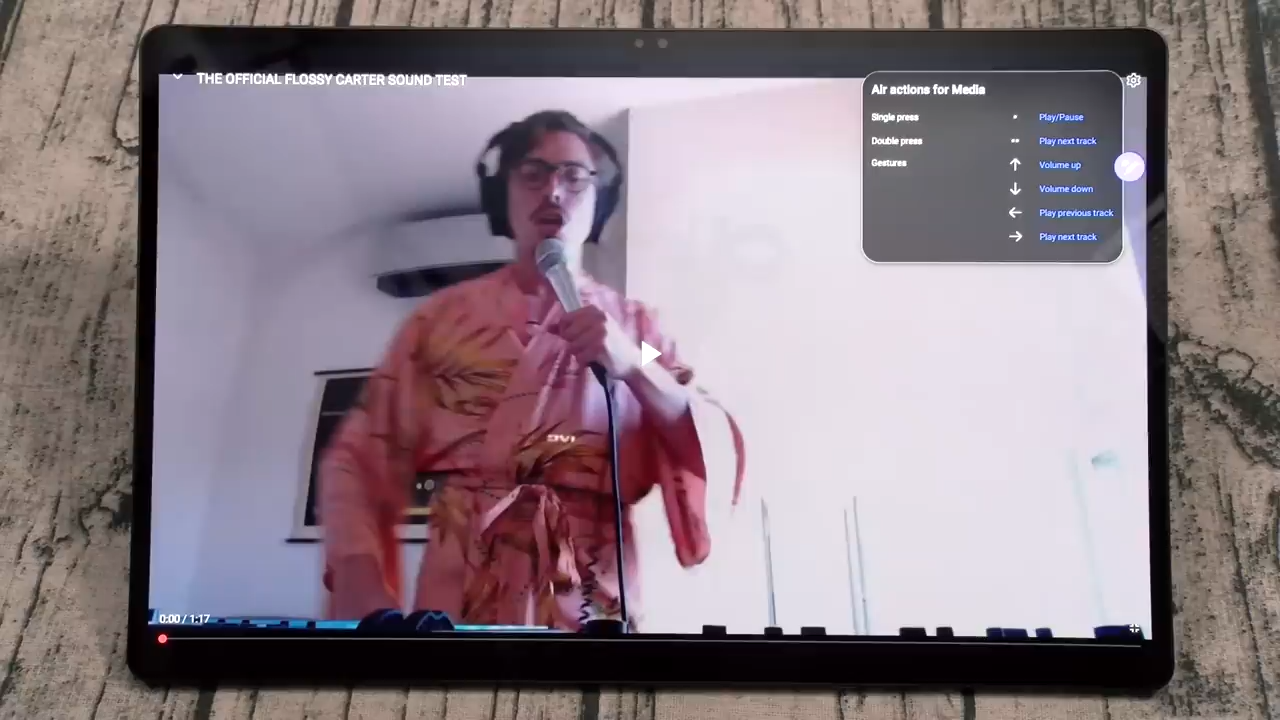 THE OFFICIAL FLOSSY CARTER SOUND TEST
Air actions for Media
Single press
Play/Pause
Double press
Play next track
Gestures
Volume up
Volume down
Play previous track
Play next track
0:00 / 1:17